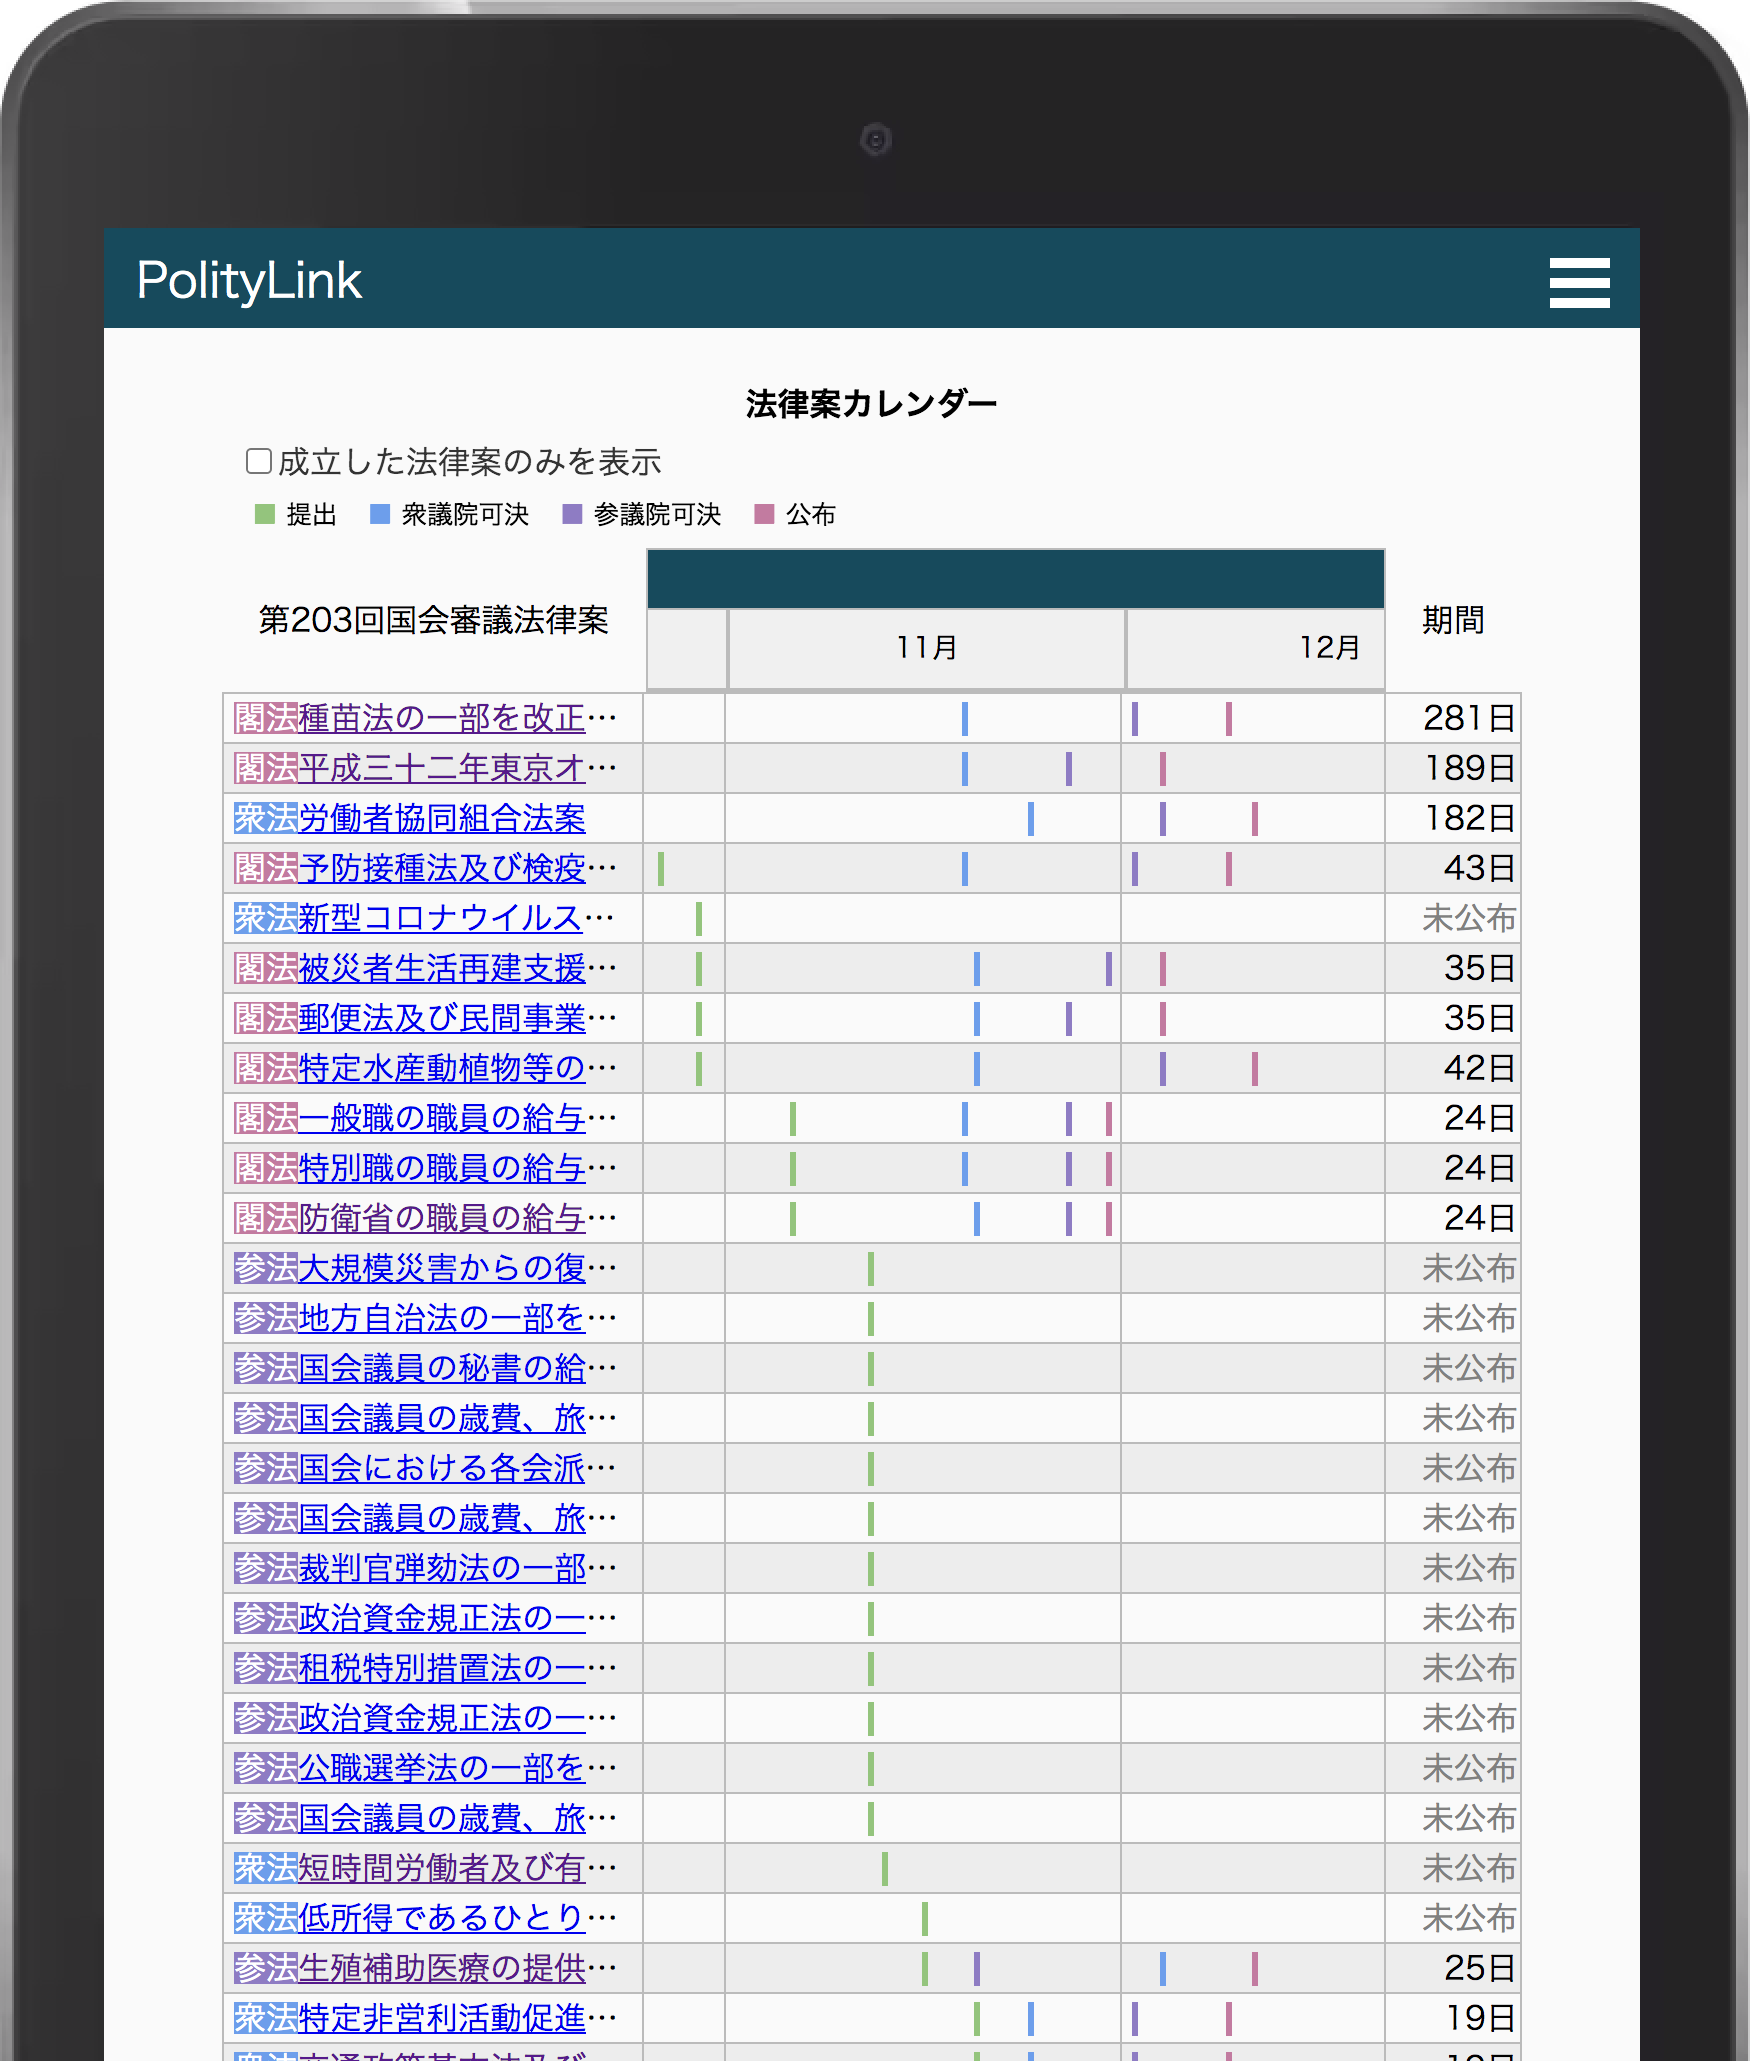 PolityLink
法律案カレンダー
成立した法律案のみを表示
提出 衆議院可決 参議院可決 公布
第203回国会審議法律案 11月 12月 期間
閣法種苗法の一部を改正… 281日
閣法平成三十二年東京オ… 189日
衆法労働者協同組合法案 182日
閣法予防接種法及び検疫… 43日
衆法新型コロナウイルス… 未公布
閣法被災者生活再建支援… 35日
閣法郵便法及び民間事業… 35日
閣法特定水産動植物等の… 42日
閣法一般職の職員の給与… 24日
閣法特別職の職員の給与… 24日
閣法防衛省の職員の給与… 24日
参法大規模災害からの復… 未公布
参法地方自治法の一部を… 未公布
参法国会議員の秘書の給… 未公布
参法国会議員の歳費、旅… 未公布
参法国会における各会派… 未公布
参法国会議員の歳費、旅… 未公布
参法裁判官弾劾法の一部… 未公布
参法政治資金規正法の一… 未公布
参法租税特別措置法の一… 未公布
参法政治資金規正法の一… 未公布
参法公職選挙法の一部を… 未公布
参法国会議員の歳費、旅… 未公布
衆法短時間労働者及び有… 未公布
衆法低所得であるひとり… 未公布
参法生殖補助医療の提供… 25日
衆法特定非営利活動促進… 19日